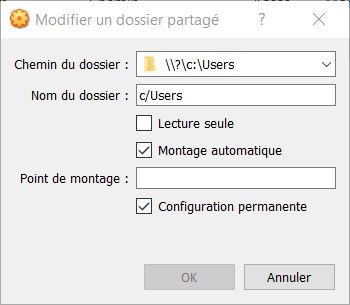 Modifier un dossier partagé ?
Chemin du dossier : \\?\c:\Users
Nom du dossier : c/Users
Lecture seule
Montage automatique
Point de montage :
Configuration permanente
OK Annuler